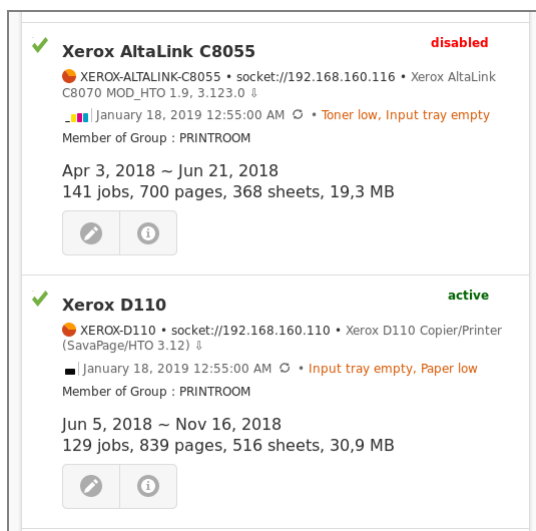 Xerox AltaLink C8055 disabled
XEROX-ALTALINK-C8055 • socket://192.168.160.116 • Xerox AltaLink
C8070 MOD_HTO 1.9, 3.123.0 ⇩
January 18, 2019 12:55:00 AM • Toner low, Input tray empty
Member of Group : PRINTROOM
Apr 3, 2018 ~ Jun 21, 2018
141 jobs, 700 pages, 368 sheets, 19,3 MB
Xerox D110 active
XEROX-D110 • socket://192.168.160.110 • Xerox D110 Copier/Printer
(SavaPage/HTO 3.12) ⇩
January 18, 2019 12:55:00 AM • Input tray empty, Paper low
Member of Group : PRINTROOM
Jun 5, 2018 ~ Nov 16, 2018
129 jobs, 839 pages, 516 sheets, 30,9 MB